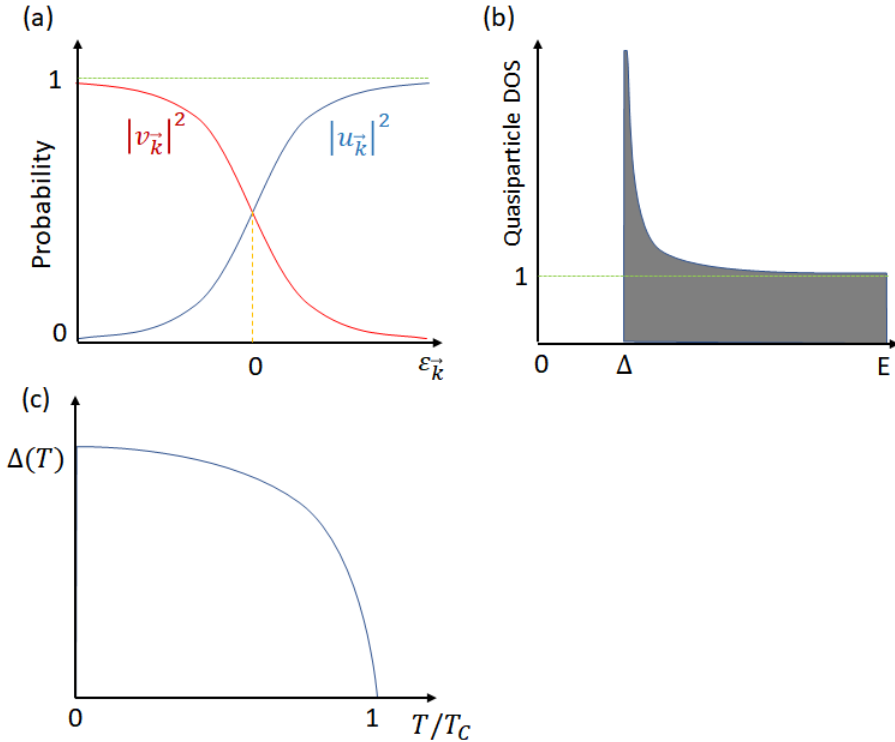 (a)
1
Probability
0
|v_k⃗|²
|u_k⃗|²
0
ε_k⃗
(b)
Quasiparticle DOS
1
0
Δ
E
(c)
Δ(T)
0
1
T/T_C